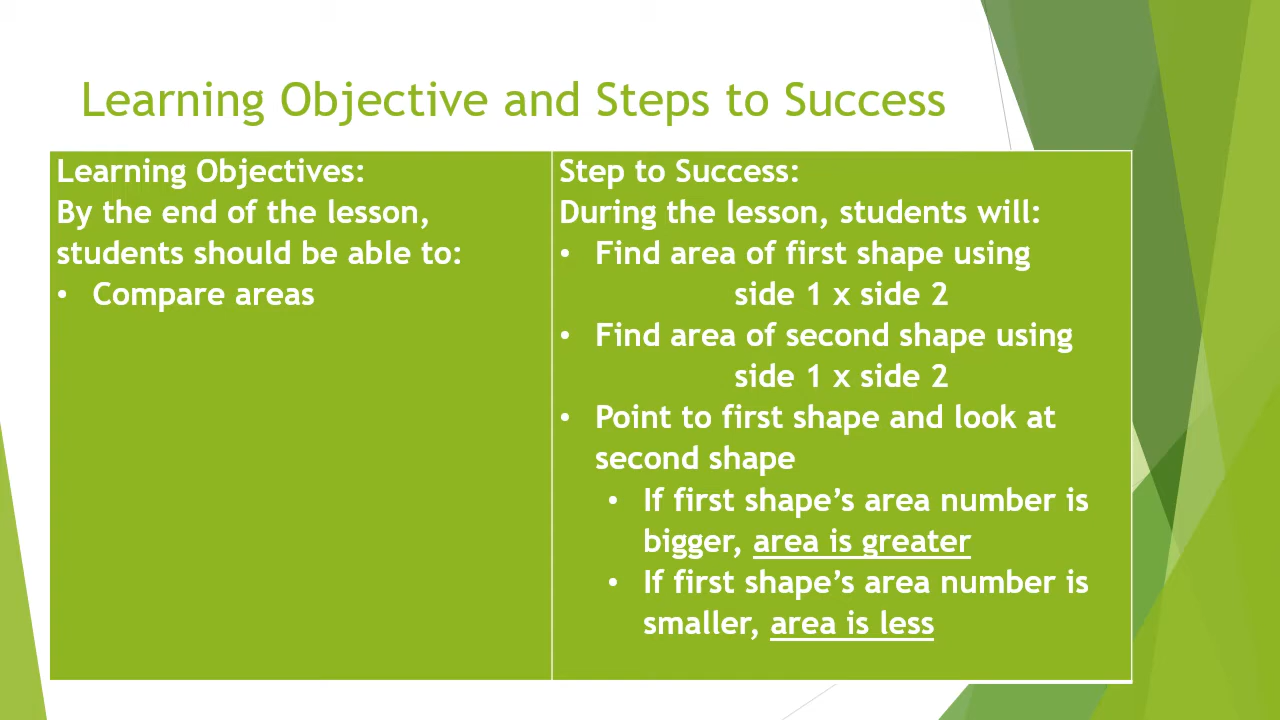 Learning Objective and Steps to Success
Learning Objectives:
By the end of the lesson,
students should be able to:
• Compare areas
Step to Success:
During the lesson, students will:
• Find area of first shape using
side 1 x side 2
• Find area of second shape using
side 1 x side 2
• Point to first shape and look at
second shape
• If first shape’s area number is
bigger, area is greater
• If first shape’s area number is
smaller, area is less